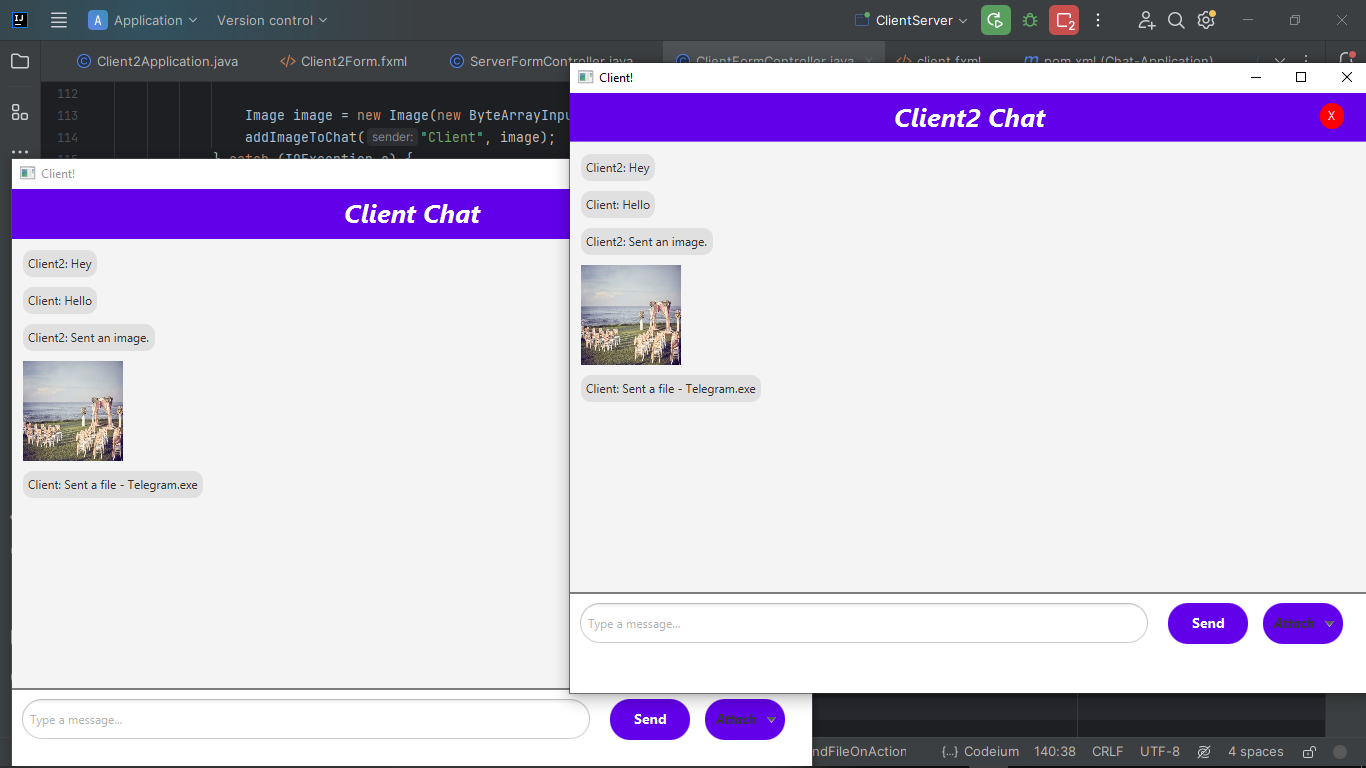 Application
Version control
ClientServer
2
Client2Application.java
Client2Form.fxml
ServerFormController.java
ClientFormController.java
client.fxml
pom.xml (Chat-Application)
112
113 Image image = new Image(new ByteArrayInpu
114 addImageToChat( sender: "Client", image);
115 } catch (IOException e) {
Client!
Client Chat
Client2: Hey
Client: Hello
Client2: Sent an image.
Client: Sent a file - Telegram.exe
Type a message...
Send
Attach
Client!
Client2 Chat
X
Client2: Hey
Client: Hello
Client2: Sent an image.
Client: Sent a file - Telegram.exe
Type a message...
Send
Attach
ndFileOnAction
{...} Codeium
140:38
CRLF
UTF-8
4 spaces